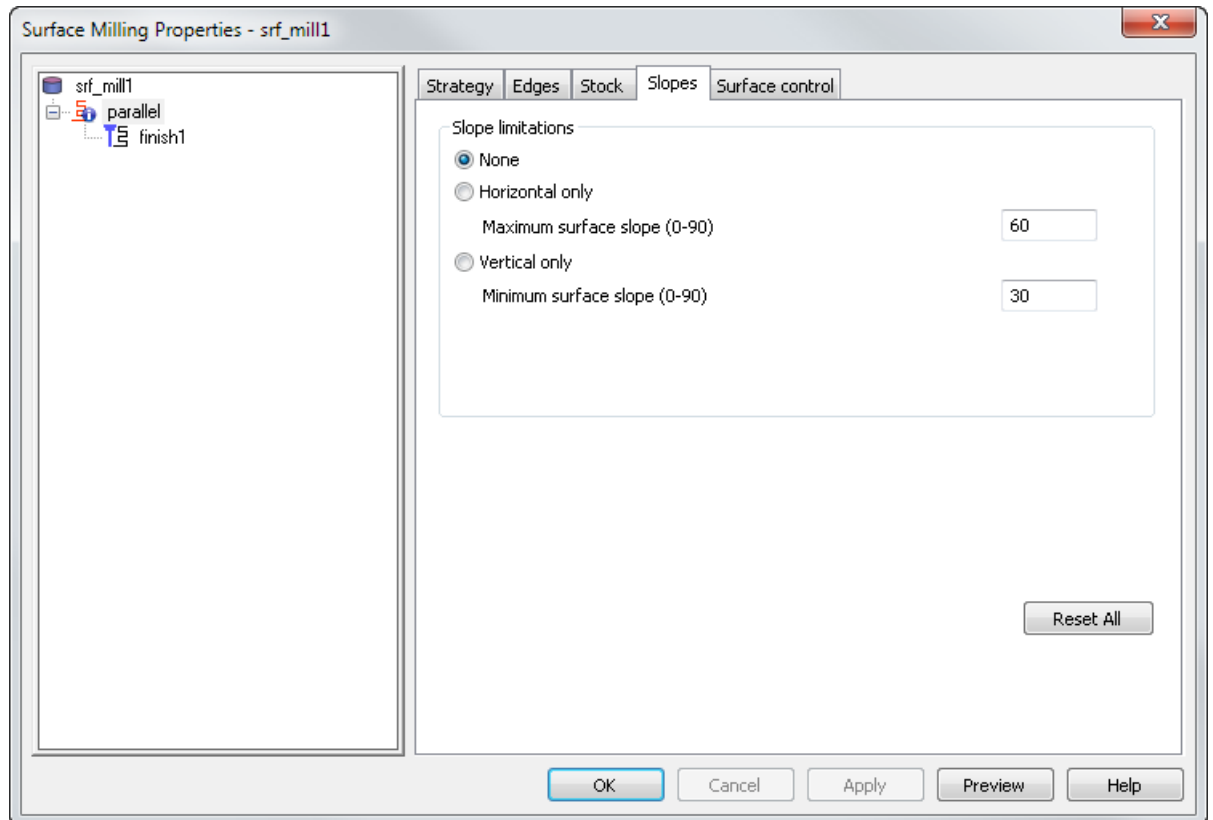 Surface Milling Properties - srf_mill1
srf_mill1
parallel
finish1
Strategy Edges Stock Slopes Surface control
Slope limitations
None
Horizontal only
Maximum surface slope (0-90) 60
Vertical only
Minimum surface slope (0-90) 30
Reset All
OK Cancel Apply Preview Help